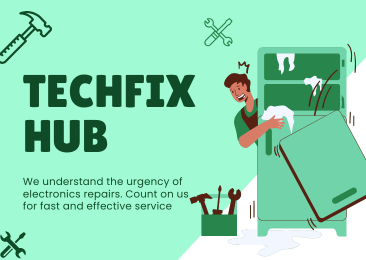 TECHFIX
HUB
We understand the urgency of
electronics repairs. Count on us
for fast and effective service